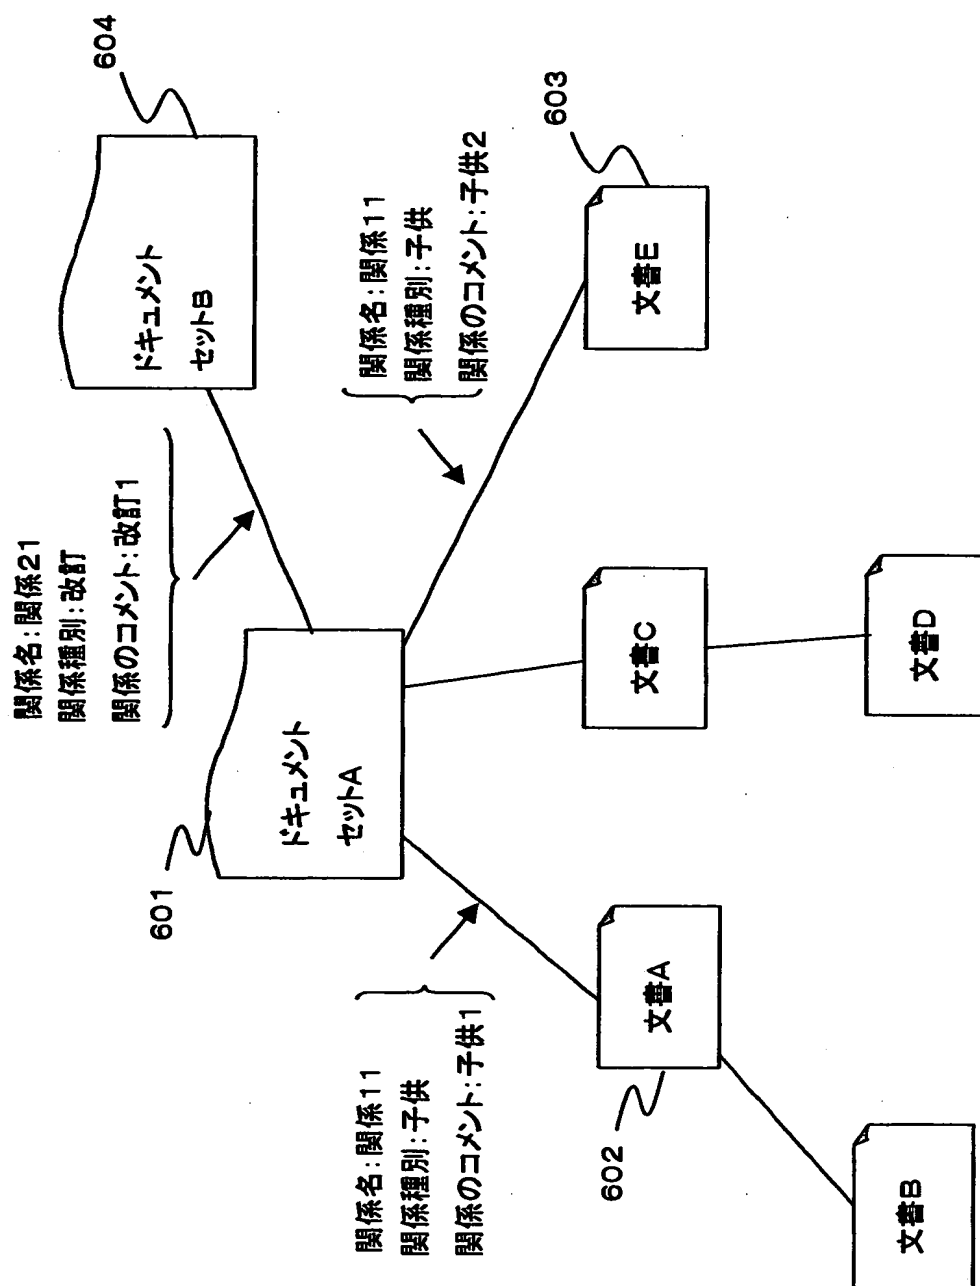 関係名:関係21
関係種別:改訂
関係のコメント:改訂1
604
ドキュメント
セットB
601
ドキュメント
セットA
関係名:関係11
関係種別:子供
関係のコメント:子供2
関係名:関係11
関係種別:子供
関係のコメント:子供1
603
文書E
文書C
602
文書A
文書D
文書B